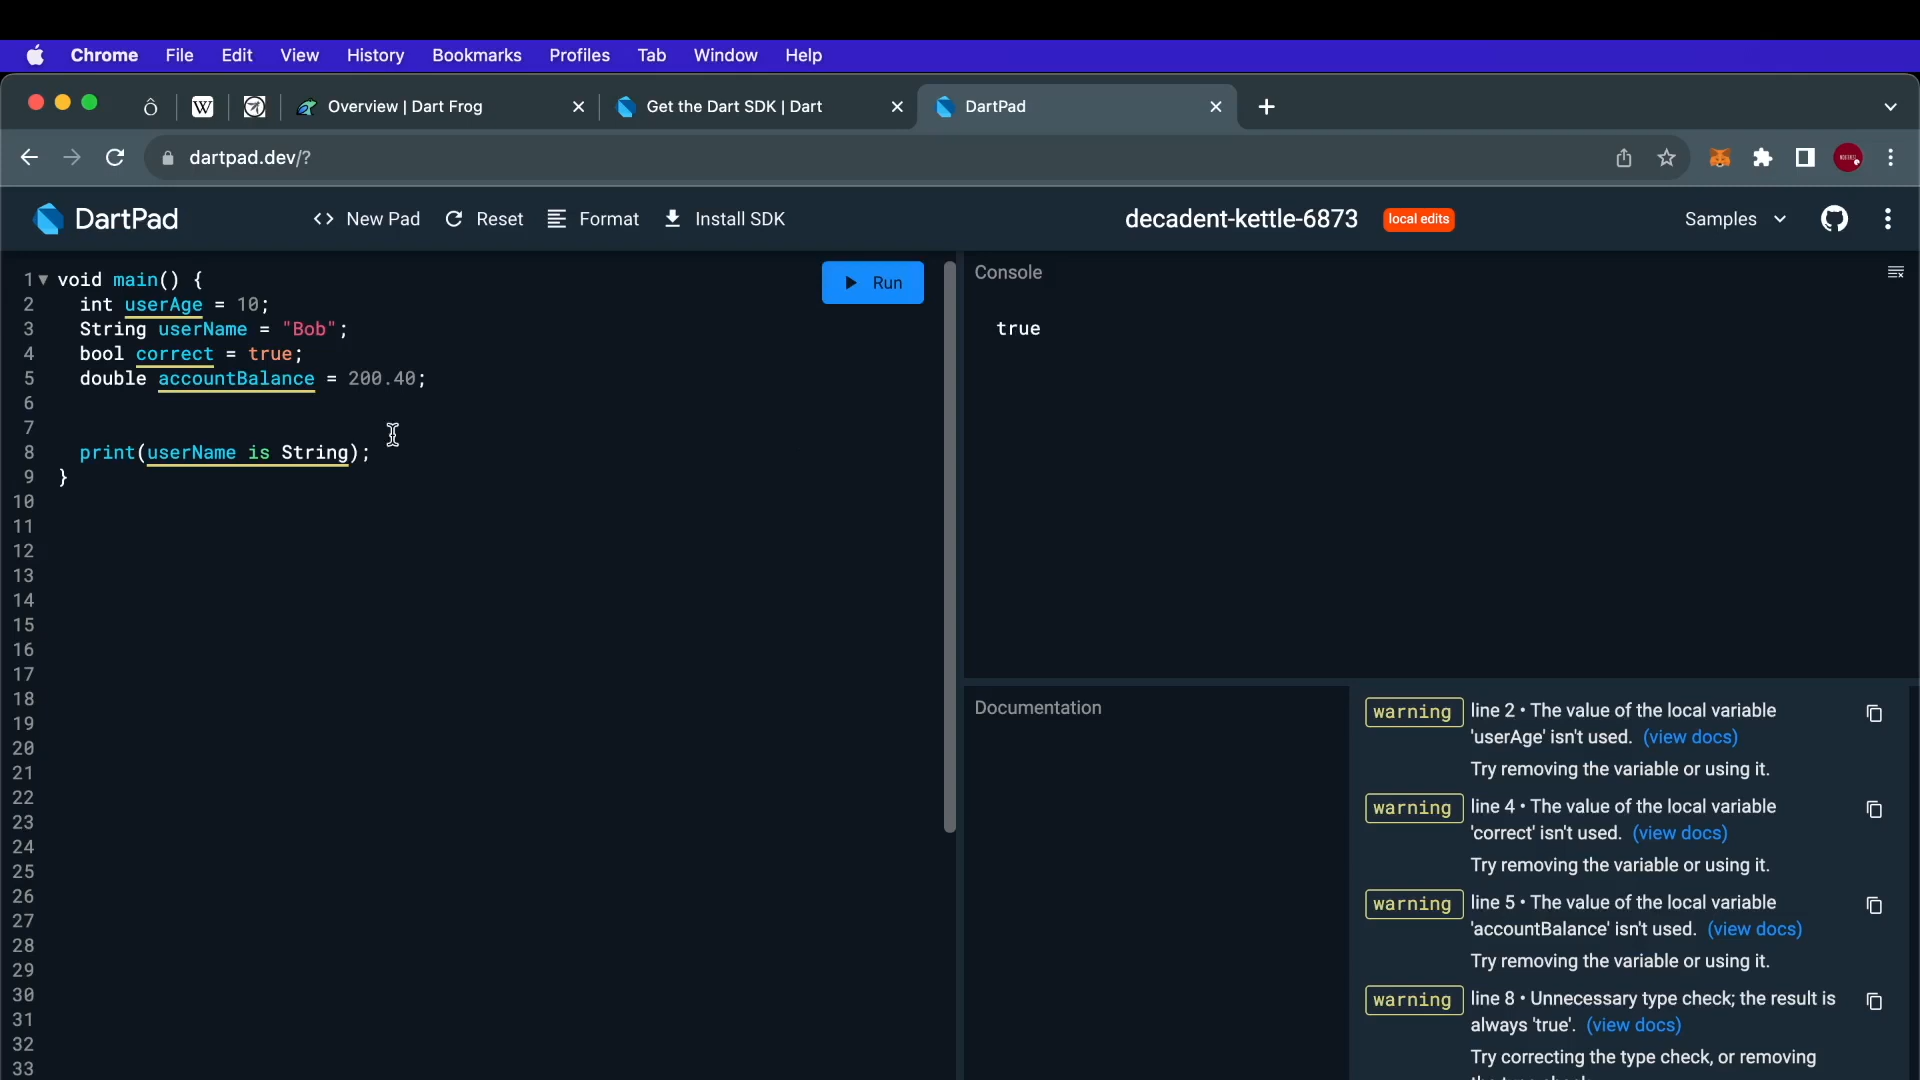 Chrome File Edit View History Bookmarks Profiles Tab Window Help
W Overview | Dart Frog Get the Dart SDK | Dart DartPad
dartpad.dev/?
DartPad <> New Pad Reset Format Install SDK decadent-kettle-6873 local edits Samples
1 void main() {
2 int userAge = 10;
3 String userName = "Bob";
4 bool correct = true;
5 double accountBalance = 200.40;
6
7
8 print(userName is String);
9 }
10
11
12
13
14
15
16
17
18
19
20
21
22
23
24
25
26
27
28
29
30
31
32
33
Run
Console
true
Documentation
warning line 2 • The value of the local variable
'userAge' isn't used. (view docs)
Try removing the variable or using it.
warning line 4 • The value of the local variable
'correct' isn't used. (view docs)
Try removing the variable or using it.
warning line 5 • The value of the local variable
'accountBalance' isn't used. (view docs)
Try removing the variable or using it.
warning line 8 • Unnecessary type check; the result is
always 'true'. (view docs)
Try correcting the type check, or removing